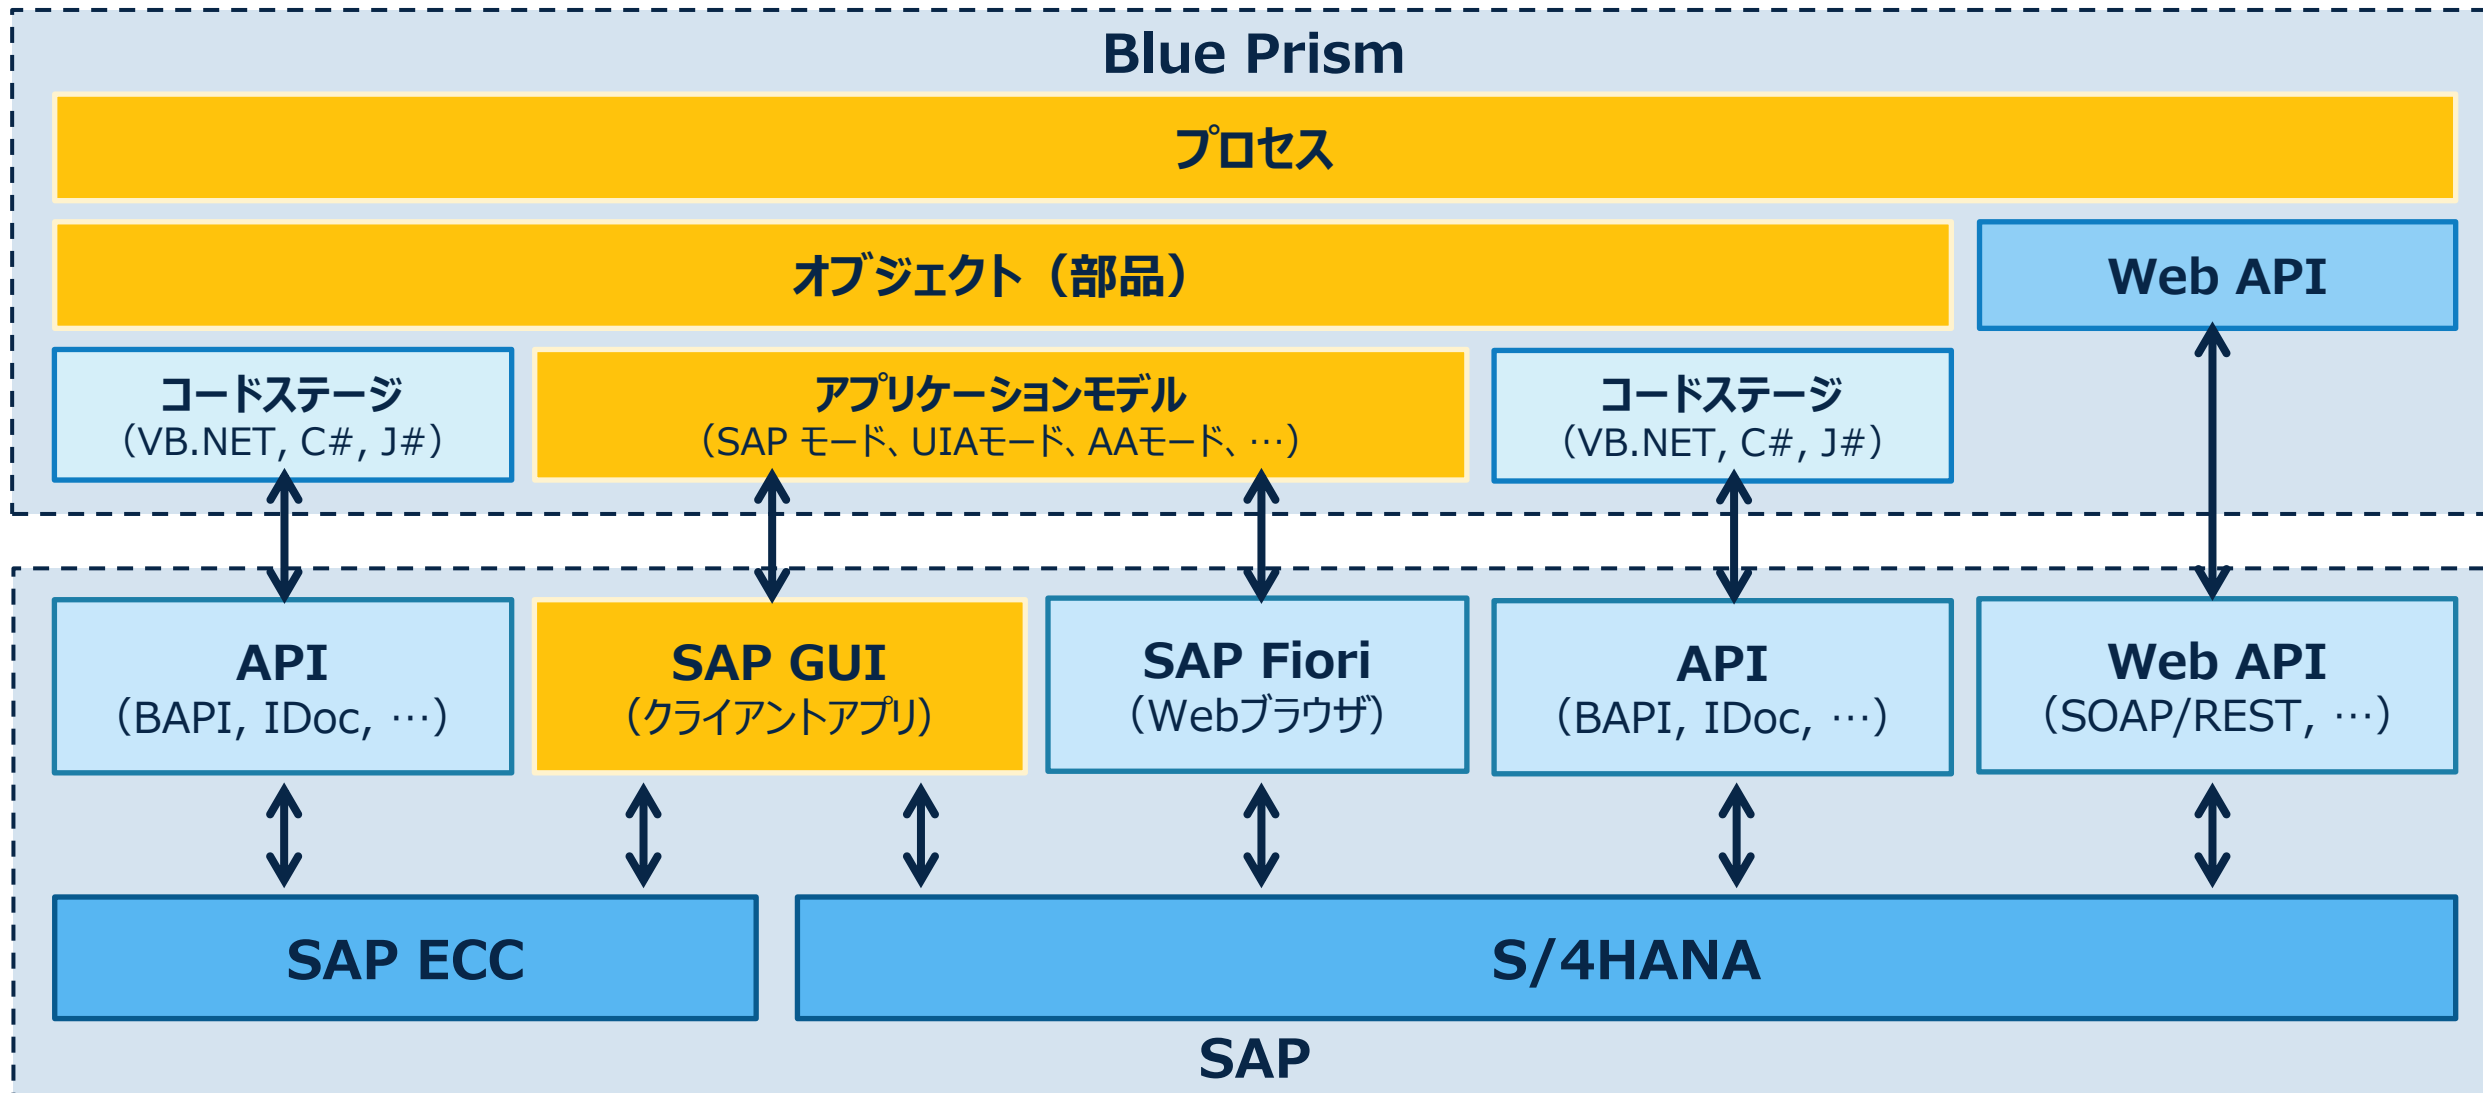 Blue Prism
プロセス
オブジェクト（部品）
Web API
コードステージ
（VB.NET, C#, J#）
アプリケーションモデル
（SAP モード、UIAモード、AAモード、…）
コードステージ
（VB.NET, C#, J#）
API
（BAPI, IDoc, …）
SAP GUI
（クライアントアプリ）
SAP Fiori
（Webブラウザ）
API
（BAPI, IDoc, …）
Web API
（SOAP/REST, …）
SAP ECC
S/4HANA
SAP